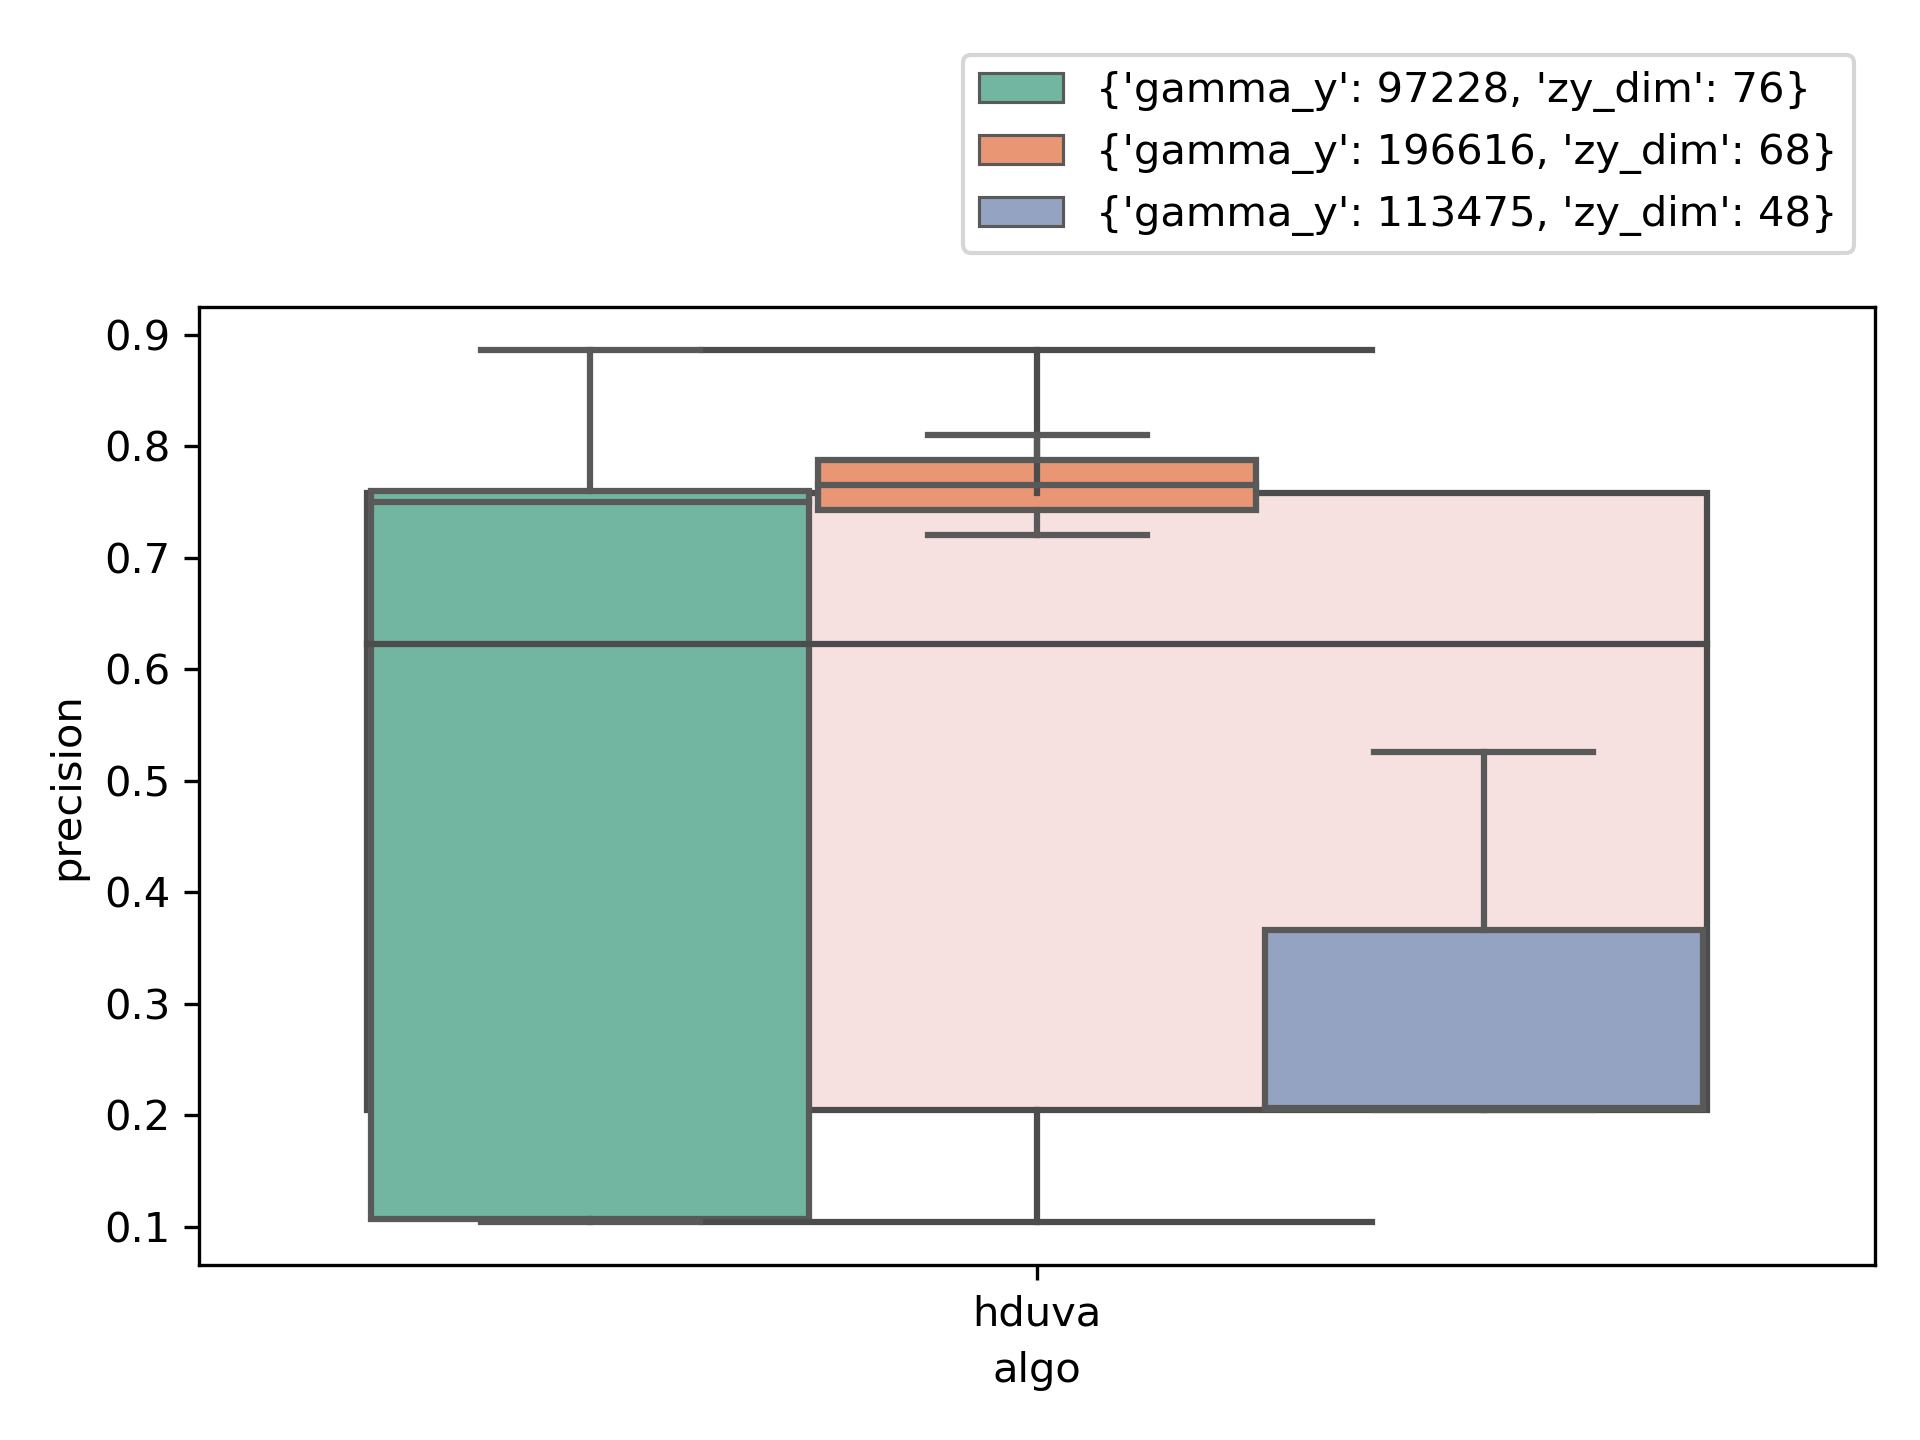 {'gamma_y': 97228, 'zy_dim': 76}
{'gamma_y': 196616, 'zy_dim': 68}
{'gamma_y': 113475, 'zy_dim': 48}
0.9
0.8
0.7
0.6
0.5
0.4
0.3
0.2
0.1
precision
hduva
algo